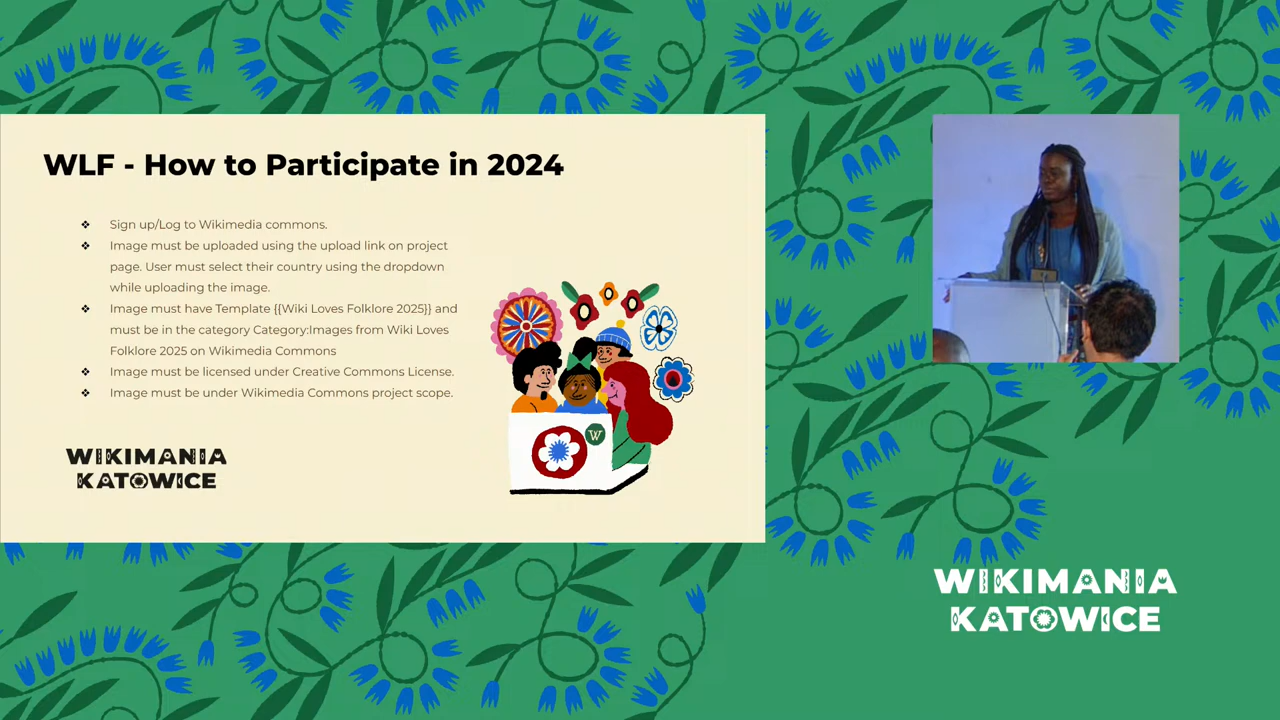 WLF - How to Participate in 2024
❖ Sign up/Log to Wikimedia commons.
❖ Image must be uploaded using the upload link on project
page. User must select their country using the dropdown
while uploading the image.
❖ Image must have Template {{Wiki Loves Folklore 2025}} and
must be in the category Category:Images from Wiki Loves
Folklore 2025 on Wikimedia Commons
❖ Image must be licensed under Creative Commons License.
❖ Image must be under Wikimedia Commons project scope.
W
WIKIMANIA
KATOWICE
WIKIMANIA
KATOWICE